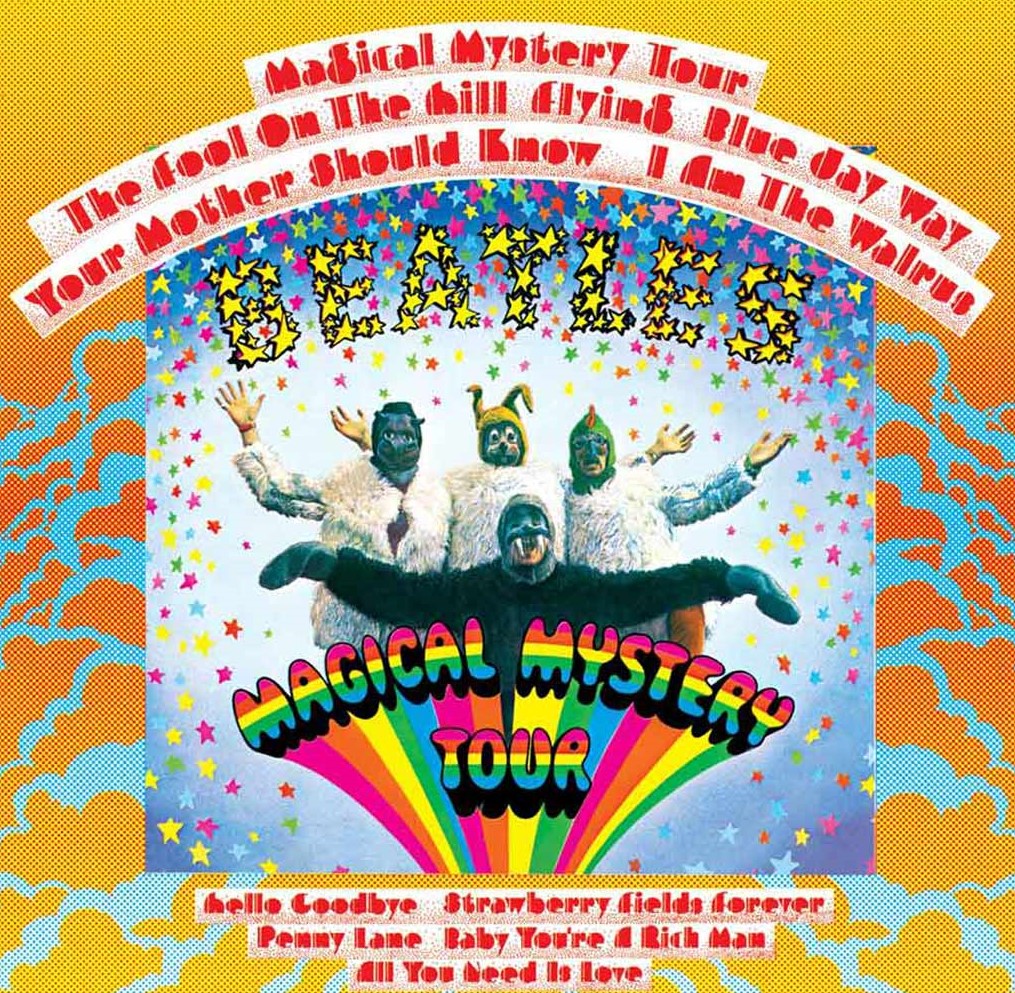 Magical Mystery Tour
The Fool On The Hill Flying Blue Jay Way
Your Mother Should Know I Am The Walrus
BEATLES
MAGICAL MYSTERY
TOUR
Hello Goodbye Strawberry Fields Forever
Penny Lane Baby You're A Rich Man
All You Need Is Love